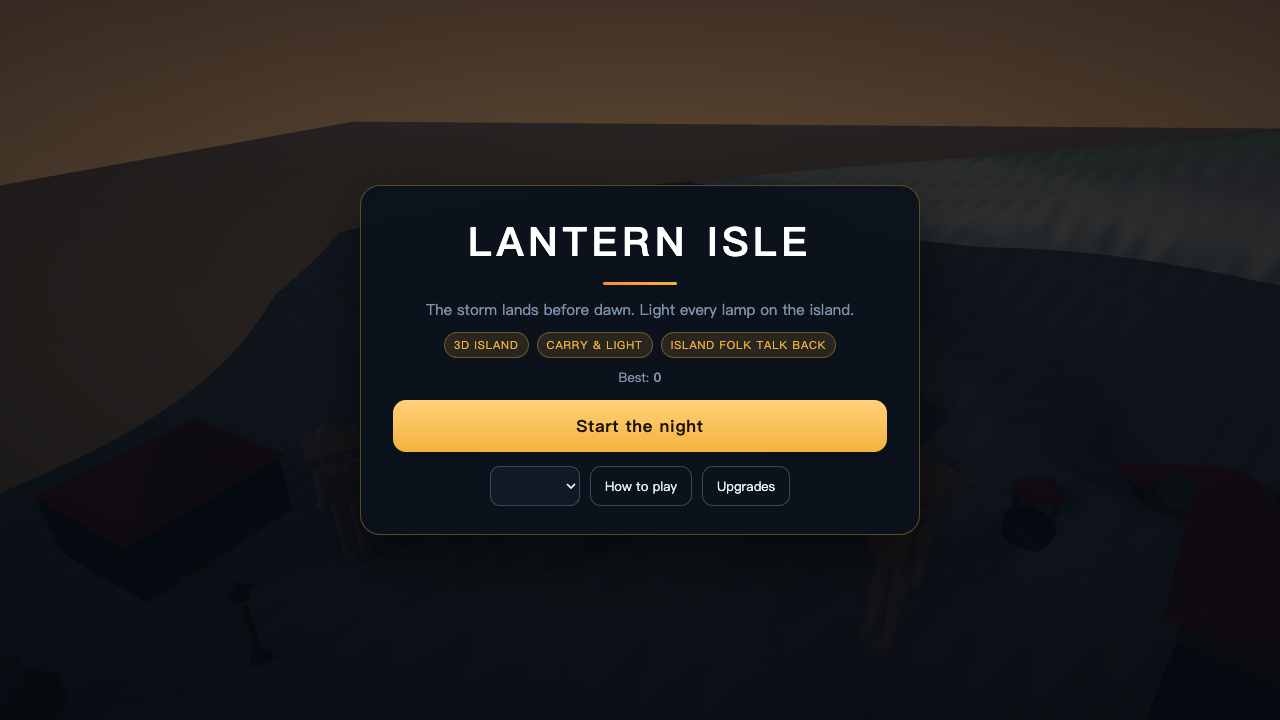 LANTERN ISLE
The storm lands before dawn. Light every lamp on the island.
3D ISLAND CARRY & LIGHT ISLAND FOLK TALK BACK
Best: 0
Start the night
How to play Upgrades